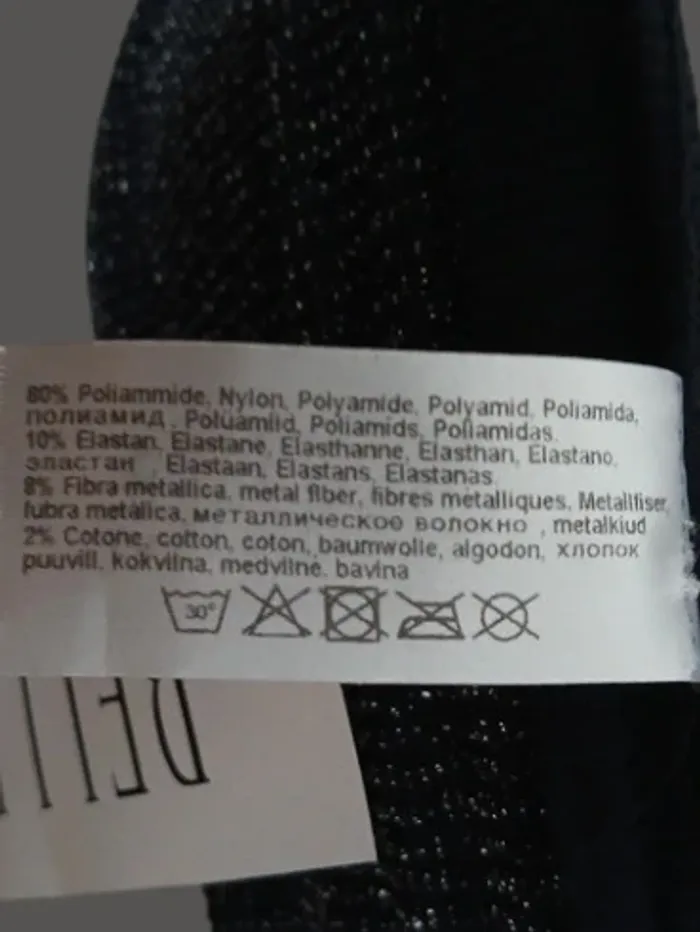 80% Poliammide, Nylon, Polyamide, Polyamid, Poliamida,
полиамид , Polüamiid, Poliamids, Poliamidas.
10% Elastan, Elastane, Elasthanne, Elasthan, Elastano,
эластан , Elastaan, Elastans, Elastanas
8% Fibra metallica, metal fiber, fibres metalliques, Metallfiser,
fubra metálica, металлическое волокно , metalkiud
2% Cotone, cotton, coton, baumwolle, algodon, хлопок
puuvill, kokvilna, medvilne, bavlna
30°